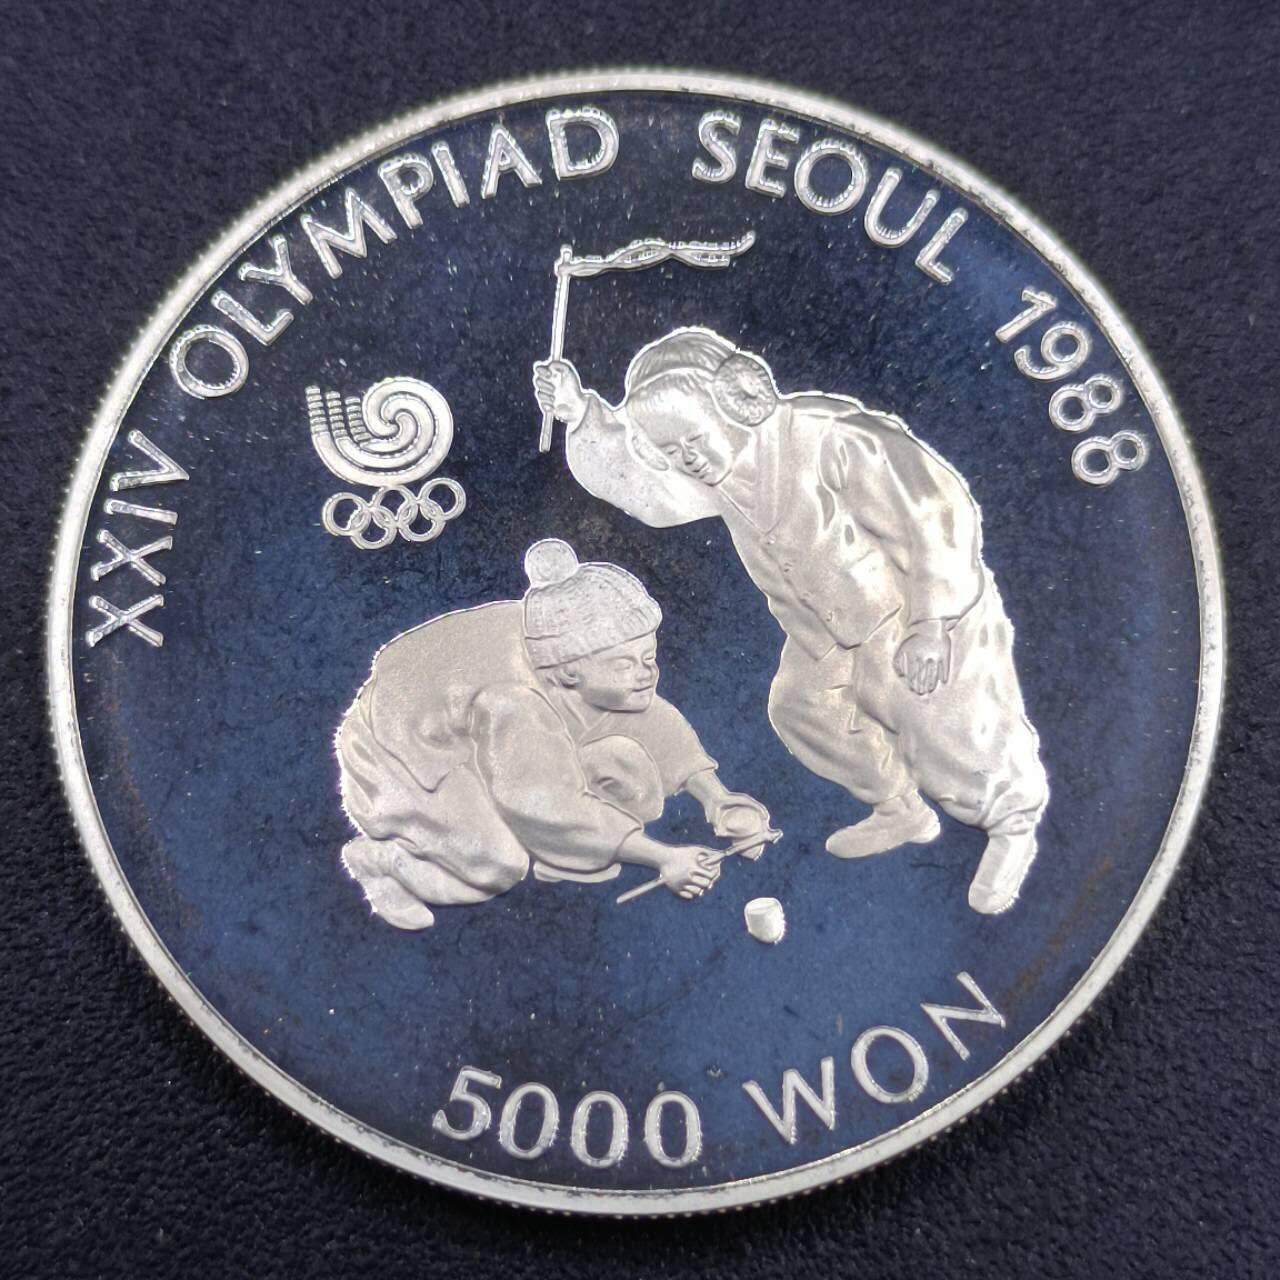 XXIV OLYMPIAD SEOUL 1988
5000 WON